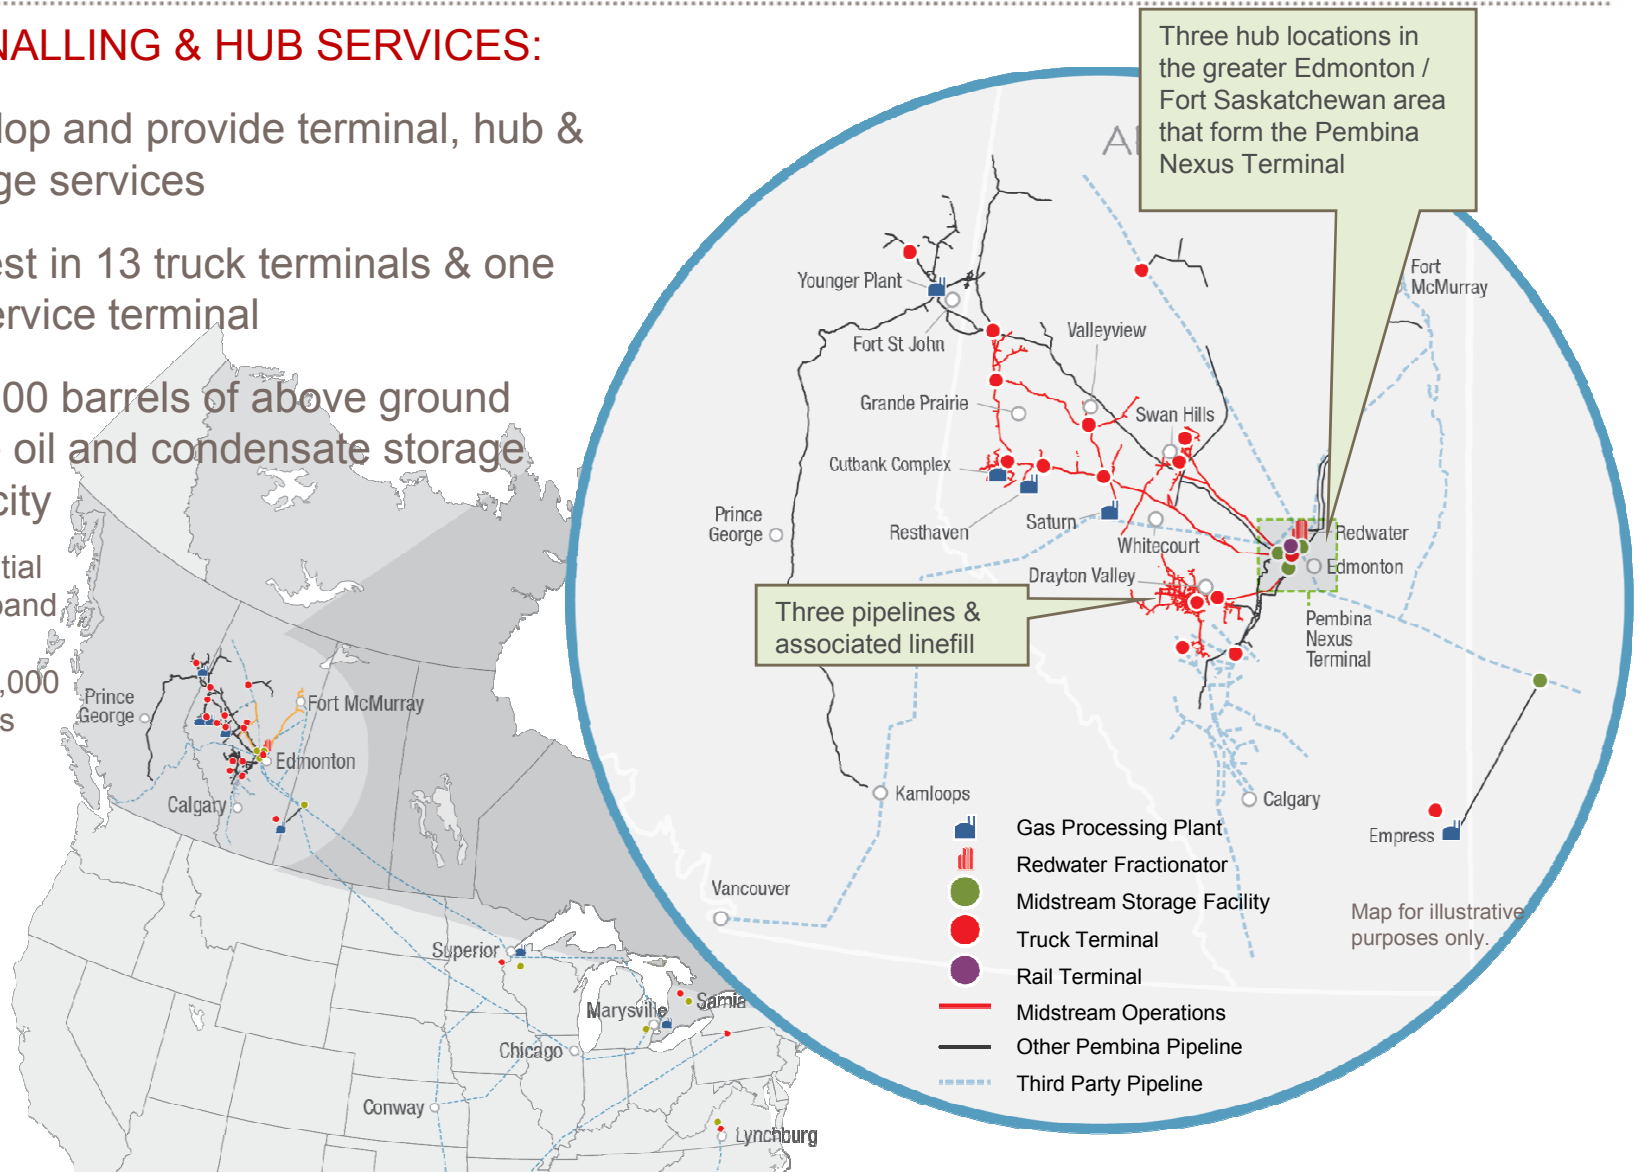 NALLING & HUB SERVICES:
lop and provide terminal, hub &
ge services
est in 13 truck terminals & one
ervice terminal
00 barrels of above ground
e oil and condensate storage
city
tial
pand
,000
s
Three hub locations in
the greater Edmonton /
Fort Saskatchewan area
that form the Pembina
Nexus Terminal
Al
Fort
McMurray
Younger Plant
Fort St John
Valleyview
Grande Prairie
Swan Hills
Cutbank Complex
Prince
George
Resthaven
Saturn
Whitecourt
Redwater
Edmonton
Drayton Valley
Pembina
Nexus
Terminal
Three pipelines &
associated linefill
Kamloops
Calgary
Empress
Vancouver
Gas Processing Plant
Redwater Fractionator
Midstream Storage Facility
Truck Terminal
Rail Terminal
Midstream Operations
Other Pembina Pipeline
Third Party Pipeline
Map for illustrative
purposes only.
Prince
George
Fort McMurray
Edmonton
Calgary
Superior
Marysville
Sarnia
Chicago
Conway
Lynchburg